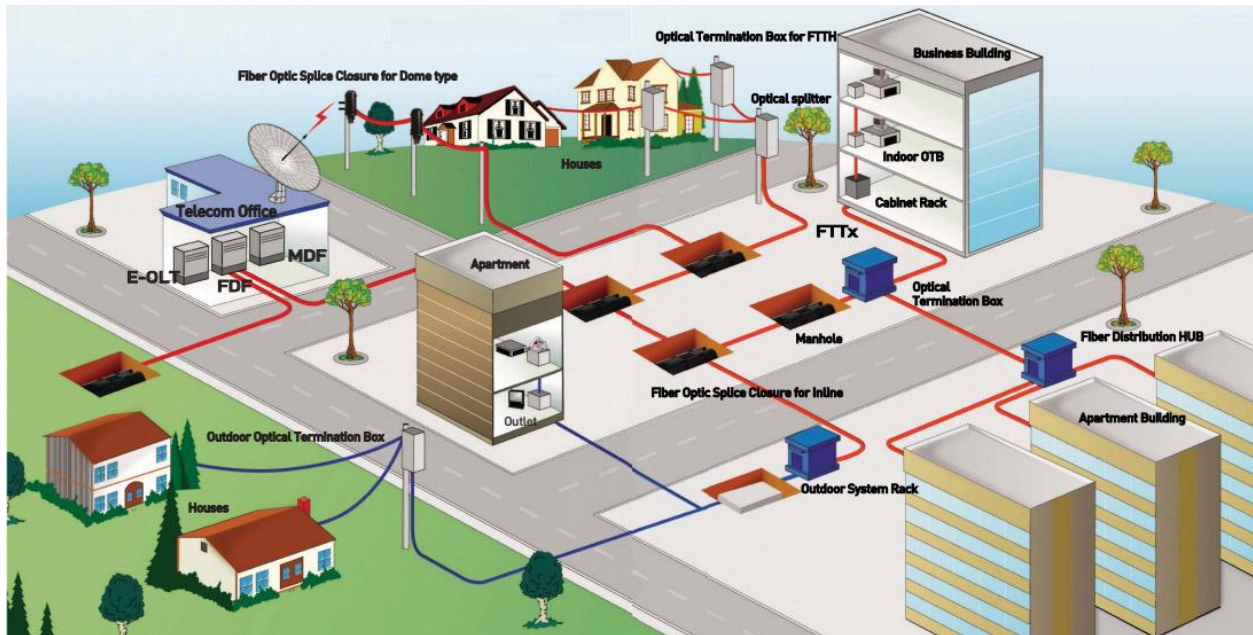 Optical Termination Box for FTTH
Business Building
Fiber Optic Splice Closure for Dome type
Optical splitter
Houses
Indoor OTB
Cabinet Rack
Telecom Office
FTTx
MDF
E-OLT
FDF
Apartment
Optical
Termination Box
Manhole
Fiber Distribution HUB
Fiber Optic Splice Closure for Inline
Outlet
Apartment Building
Outdoor Optical Termination Box
Outdoor System Rack
Houses